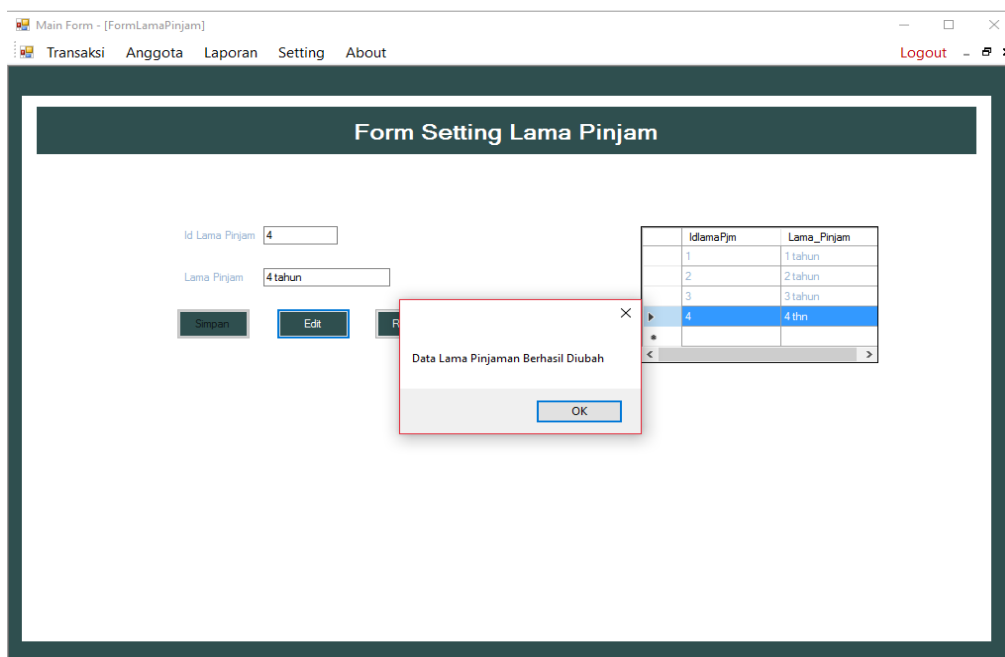 Main Form - [FormLamaPinjam]
Transaksi Anggota Laporan Setting About Logout
Form Setting Lama Pinjam
Id Lama Pinjam 4
Lama Pinjam 4 tahun
Simpan Edit R
IdlamaPjm Lama_Pinjam
1 1 tahun
2 2 tahun
3 3 tahun
4 4 thn
Data Lama Pinjaman Berhasil Diubah
OK